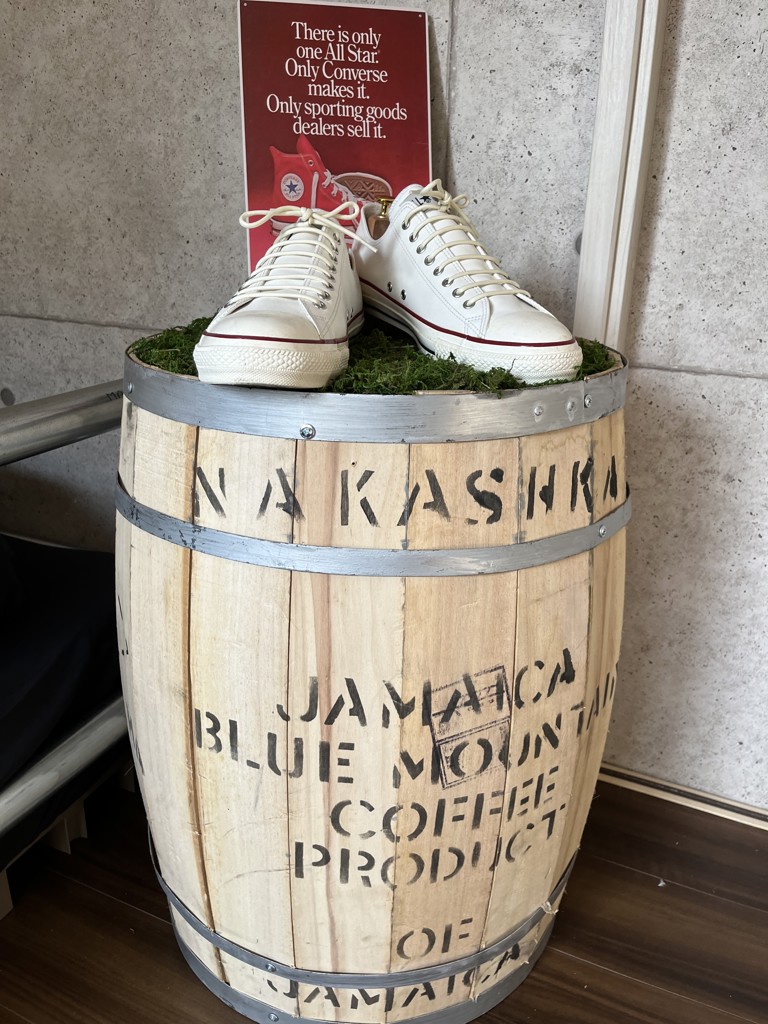 There is only
one All Star.
Only Converse
makes it.
Only sporting goods
dealers sell it.
JAMAICA
BLUE MOUNTAIN
COFFEE
PRODUCT
OF
JAMAICA